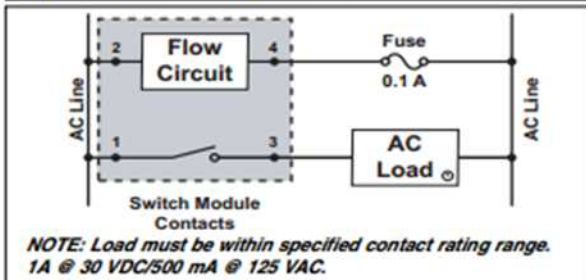 2
Flow
Circuit
4
Fuse
0.1 A
AC Line
AC Line
1
3
AC
Load
Switch Module
Contacts
NOTE: Load must be within specified contact rating range.
1A @ 30 VDC/500 mA @ 125 VAC.